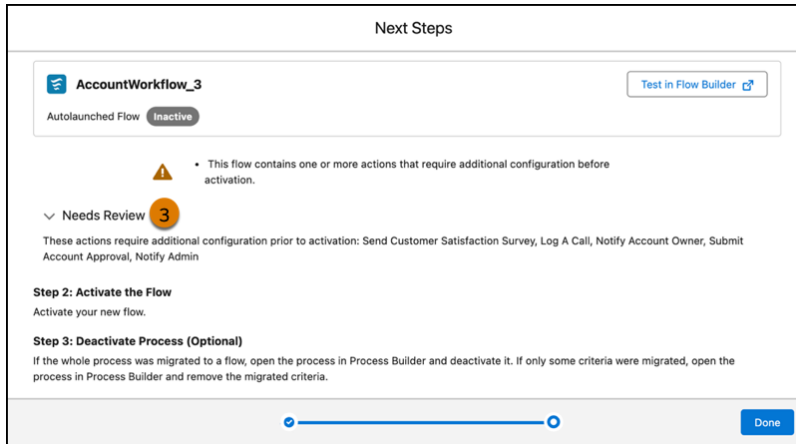 Next Steps
AccountWorkflow_3
Test in Flow Builder
Autolaunched Flow Inactive
• This flow contains one or more actions that require additional configuration before
activation.
Needs Review 3
These actions require additional configuration prior to activation: Send Customer Satisfaction Survey, Log A Call, Notify Account Owner, Submit
Account Approval, Notify Admin
Step 2: Activate the Flow
Activate your new flow.
Step 3: Deactivate Process (Optional)
If the whole process was migrated to a flow, open the process in Process Builder and deactivate it. If only some criteria were migrated, open the
process in Process Builder and remove the migrated criteria.
Done